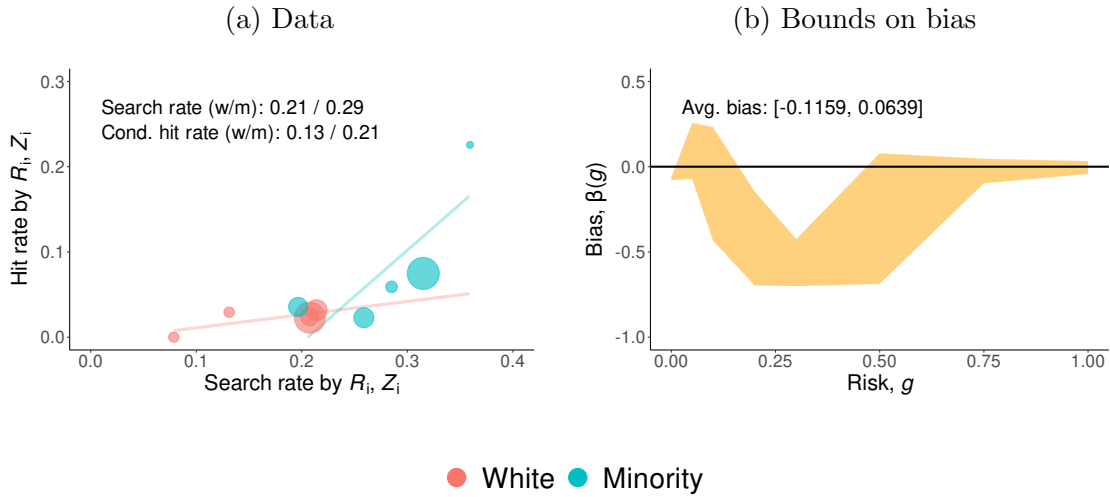 (a) Data
0.3
0.2
0.1
0.0
Hit rate by Rᵢ, Zᵢ
Search rate (w/m): 0.21 / 0.29
Cond. hit rate (w/m): 0.13 / 0.21
0.0 0.1 0.2 0.3 0.4
Search rate by Rᵢ, Zᵢ
(b) Bounds on bias
0.5
0.0
-0.5
-1.0
Bias, β(g)
Avg. bias: [-0.1159, 0.0639]
0.00 0.25 0.50 0.75 1.00
Risk, g
White Minority